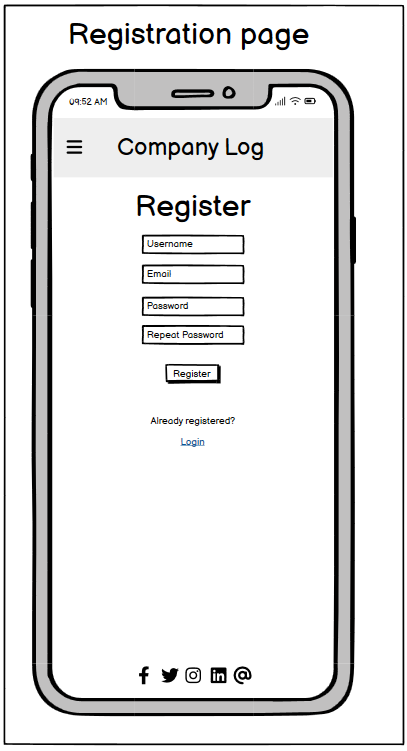 Registration page
09:52 AM
Company Log
Register
Username
Email
Password
Repeat Password
Register
Already registered?
Login